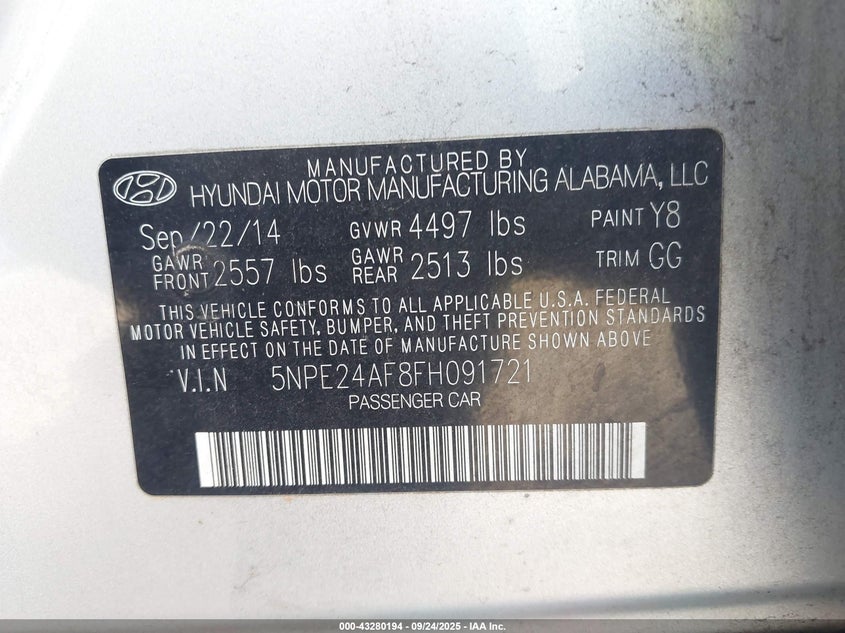 MANUFACTURED BY
HYUNDAI MOTOR MANUFACTURING ALABAMA, LLC
Sep/22/14 GVWR 4497 lbs PAINT Y8
GAWR FRONT 2557 lbs GAWR REAR 2513 lbs TRIM GG
THIS VEHICLE CONFORMS TO ALL APPLICABLE U.S.A. FEDERAL
MOTOR VEHICLE SAFETY, BUMPER, AND THEFT PREVENTION STANDARDS
IN EFFECT ON THE DATE OF MANUFACTURE SHOWN ABOVE
V.I.N 5NPE24AF8FH091721
PASSENGER CAR
000-43280194 - 09/24/2025 - IAA Inc.